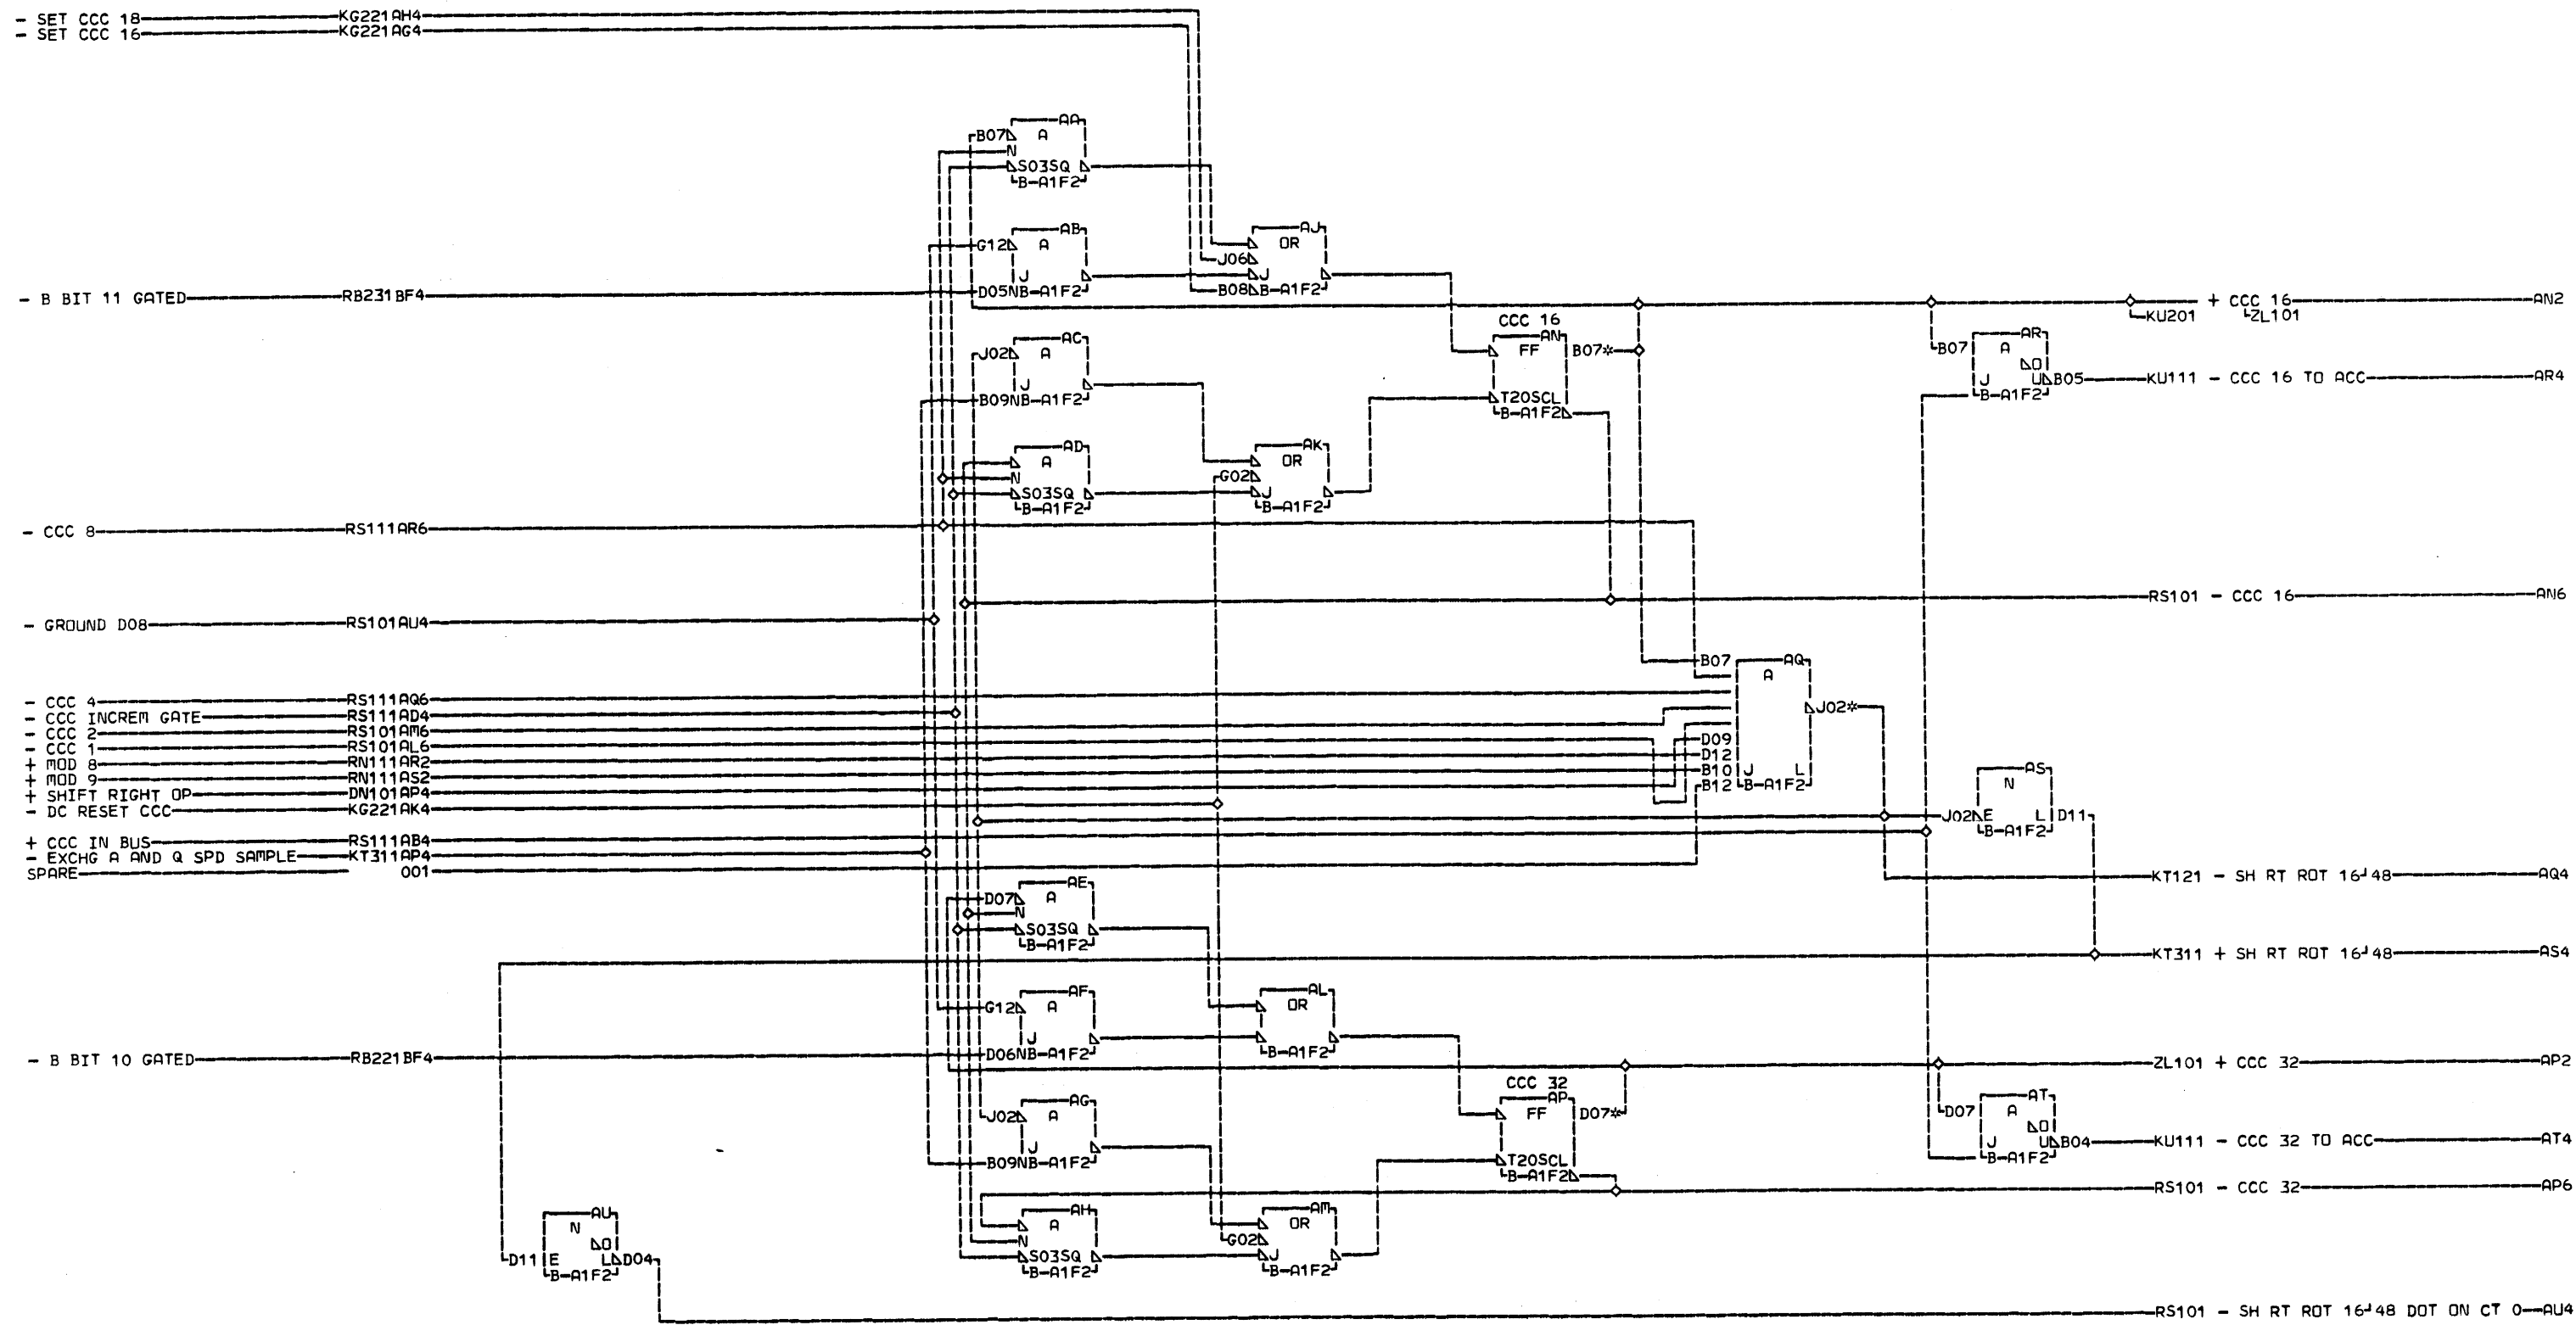 - SET CCC 18 KG221AH4
- SET CCC 16 KG221AG4
AA
B07 A
N
S03SQ
B-A1F2
AB
G12 A
J
- B BIT 11 GATED RB231BF4 D05NB-A1F2
AJ
OR
J06
J
B08 B-A1F2
+ CCC 16 AN2
KU201 ZL101
CCC 16
AN
FF B07*
T20SCL
B-A1F2
AR
B07 A
O
J U B05 KU111 - CCC 16 TO ACC AR4
B-A1F2
AC
J02 A
J
B09NB-A1F2
AD
A
N
S03SQ
B-A1F2
AK
OR
G02
J
B-A1F2
- CCC 8 RS111AR6
RS101 - CCC 16 AN6
- GROUND D08 RS101AU4
B07 AQ
A
J02*
D09
D12
B10 J L
B12 B-A1F2
- CCC 4 RS111AQ6
- CCC INCREM GATE RS111AD4
- CCC 2 RS101AM6
- CCC 1 RS101AL6
+ MOD 8 RN111AR2
+ MOD 9 RN111AS2
+ SHIFT RIGHT OP DN101AP4
- DC RESET CCC KG221AK4
+ CCC IN BUS RS111AB4
- EXCHG A AND Q SPD SAMPLE KT311AP4
SPARE 001
AS
N
J02 E L D11
B-A1F2
KT121 - SH RT ROT 16┘48 AQ4
AE
D07 A
N
S03SQ
B-A1F2
KT311 + SH RT ROT 16┘48 AS4
AF
G12 A
J
- B BIT 10 GATED RB221BF4 D06NB-A1F2
AL
OR
B-A1F2
ZL101 + CCC 32 AP2
CCC 32
AP
FF D07*
T20SCL
B-A1F2
AT
D07 A
O
J U B04 KU111 - CCC 32 TO ACC AT4
B-A1F2
AG
J02 A
J
B09NB-A1F2
RS101 - CCC 32 AP6
AH
A
N
S03SQ
B-A1F2
AM
OR
G02
J
B-A1F2
AU
N
O
D11 E L D04
B-A1F2
RS101 - SH RT ROT 16┘48 DOT ON CT 0 AU4